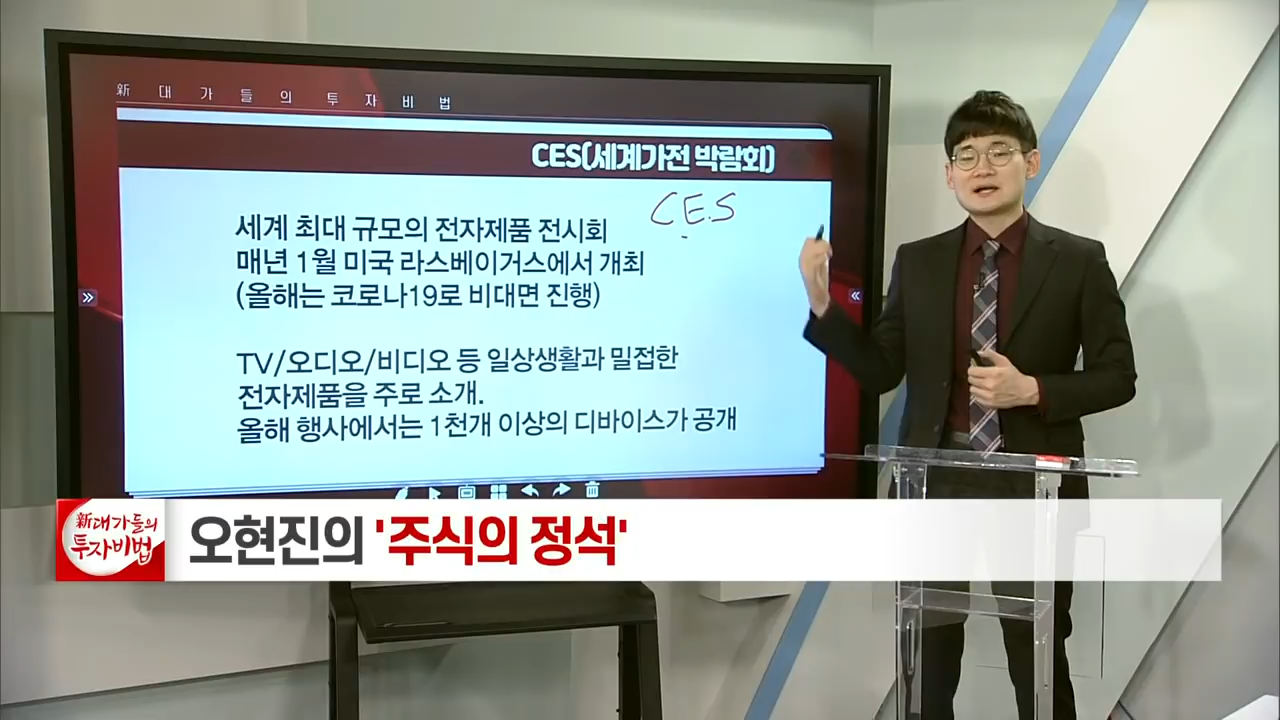 新 대 가 들 의 투 자 비 법
CES(세계가전 박람회)
C.E.S
세계 최대 규모의 전자제품 전시회
매년 1월 미국 라스베이거스에서 개최
(올해는 코로나19로 비대면 진행)
TV/오디오/비디오 등 일상생활과 밀접한
전자제품을 주로 소개.
올해 행사에서는 1천개 이상의 디바이스가 공개
新대가들의
투자비법
오현진의 '주식의 정석'